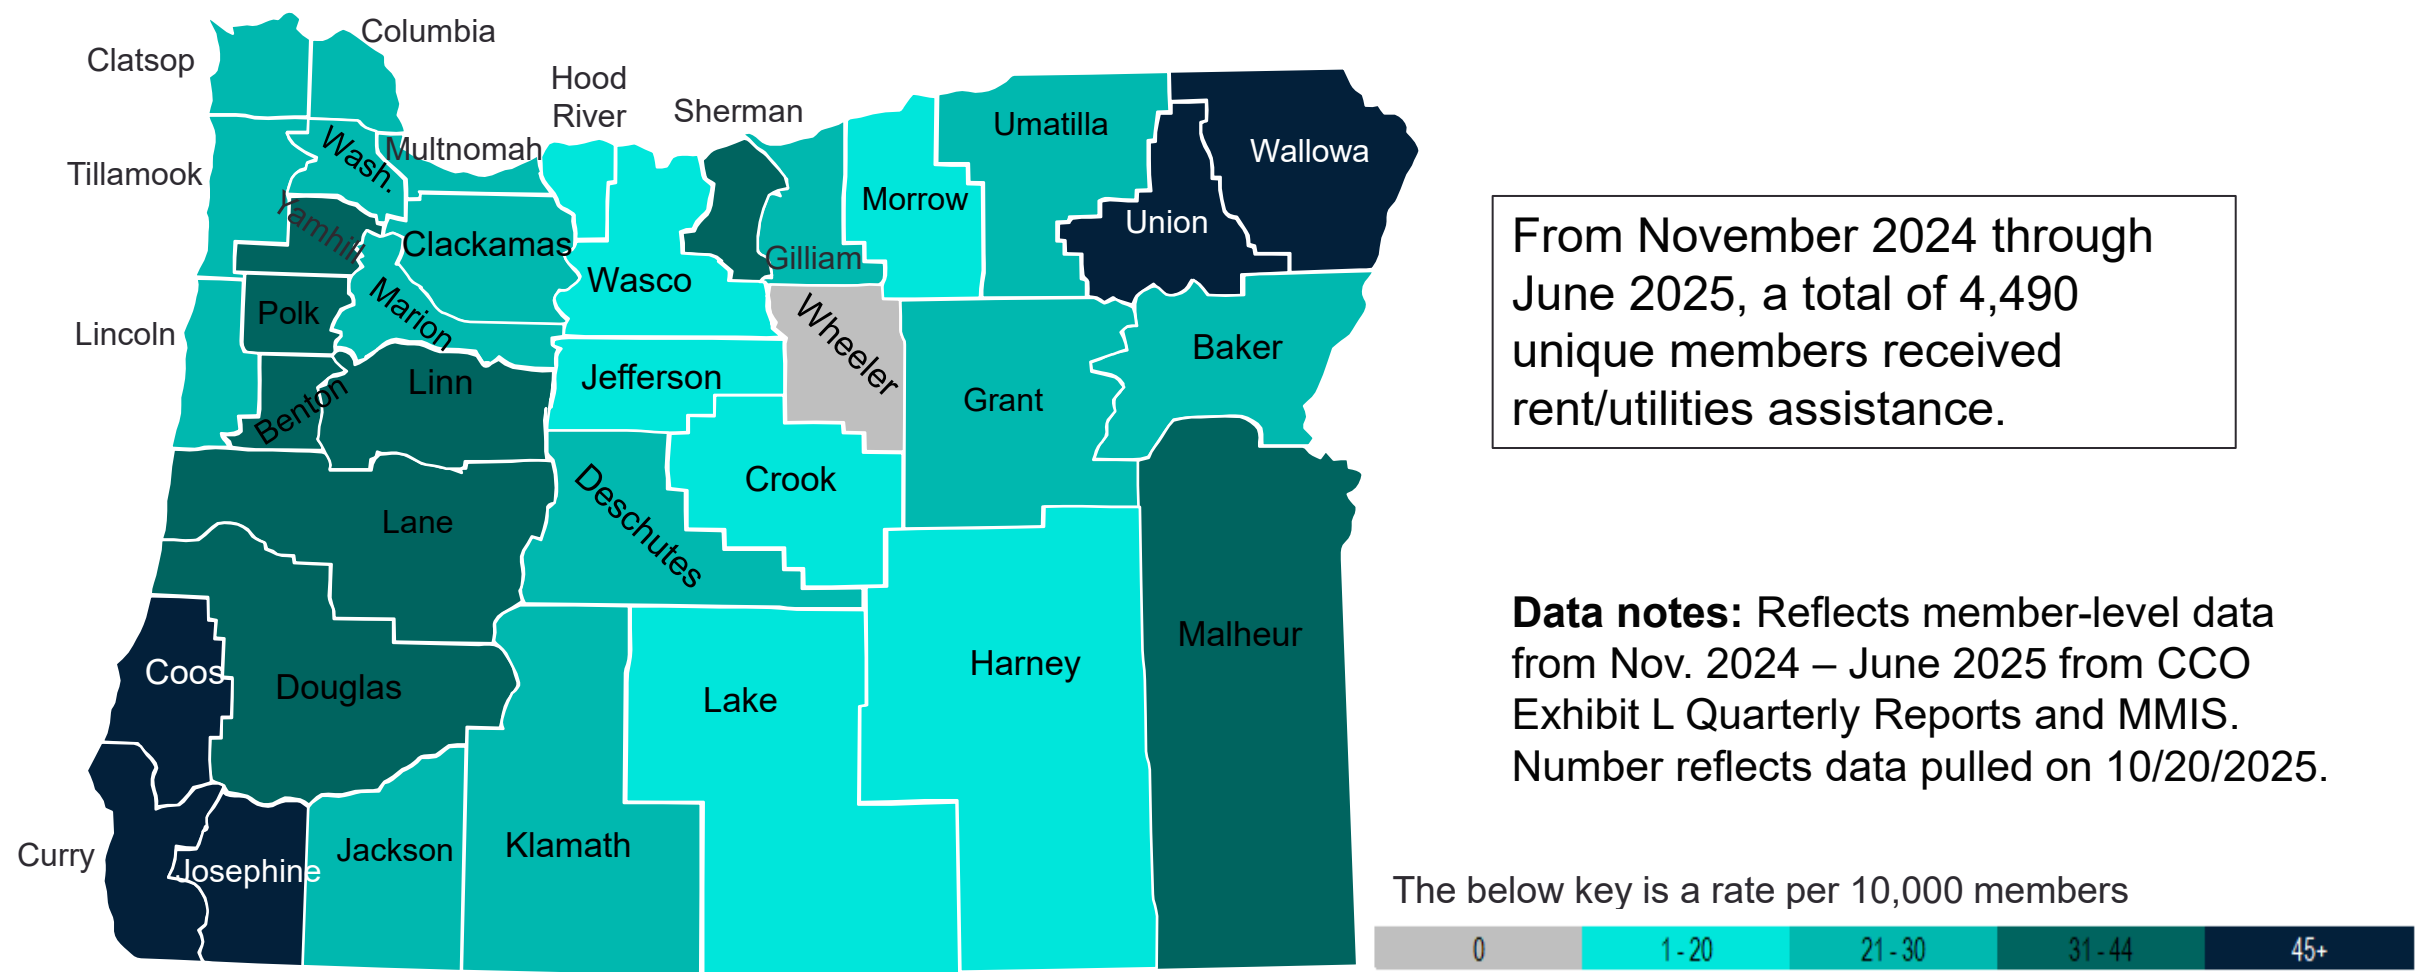 Columbia
Clatsop
Hood
River
Sherman
Umatilla
Multnomah
Wash.
Wallowa
Tillamook
Morrow
Yamhill
Union
Clackamas
Gilliam
Wasco
Polk
Marion
Lincoln
Wheeler
Baker
Jefferson
Linn
Benton
Grant
Crook
Deschutes
Lane
Malheur
Harney
Coos
Douglas
Lake
Klamath
Jackson
Curry
Josephine
From November 2024 through
June 2025, a total of 4,490
unique members received
rent/utilities assistance.
Data notes: Reflects member-level data
from Nov. 2024 – June 2025 from CCO
Exhibit L Quarterly Reports and MMIS.
Number reflects data pulled on 10/20/2025.
The below key is a rate per 10,000 members
0 1 - 20 21 - 30 31 - 44 45+